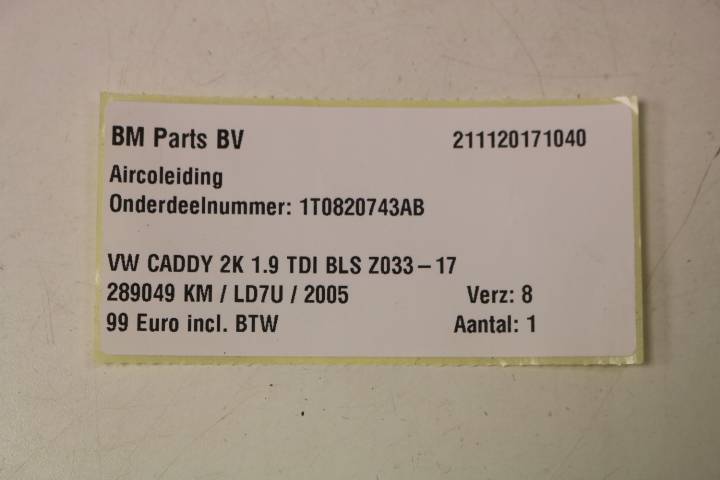 BM Parts BV 211120171040
Aircoleiding
Onderdeelnummer: 1T0820743AB
VW CADDY 2K 1.9 TDI BLS Z033-17
289049 KM / LD7U / 2005 Verz: 8
99 Euro incl. BTW Aantal: 1